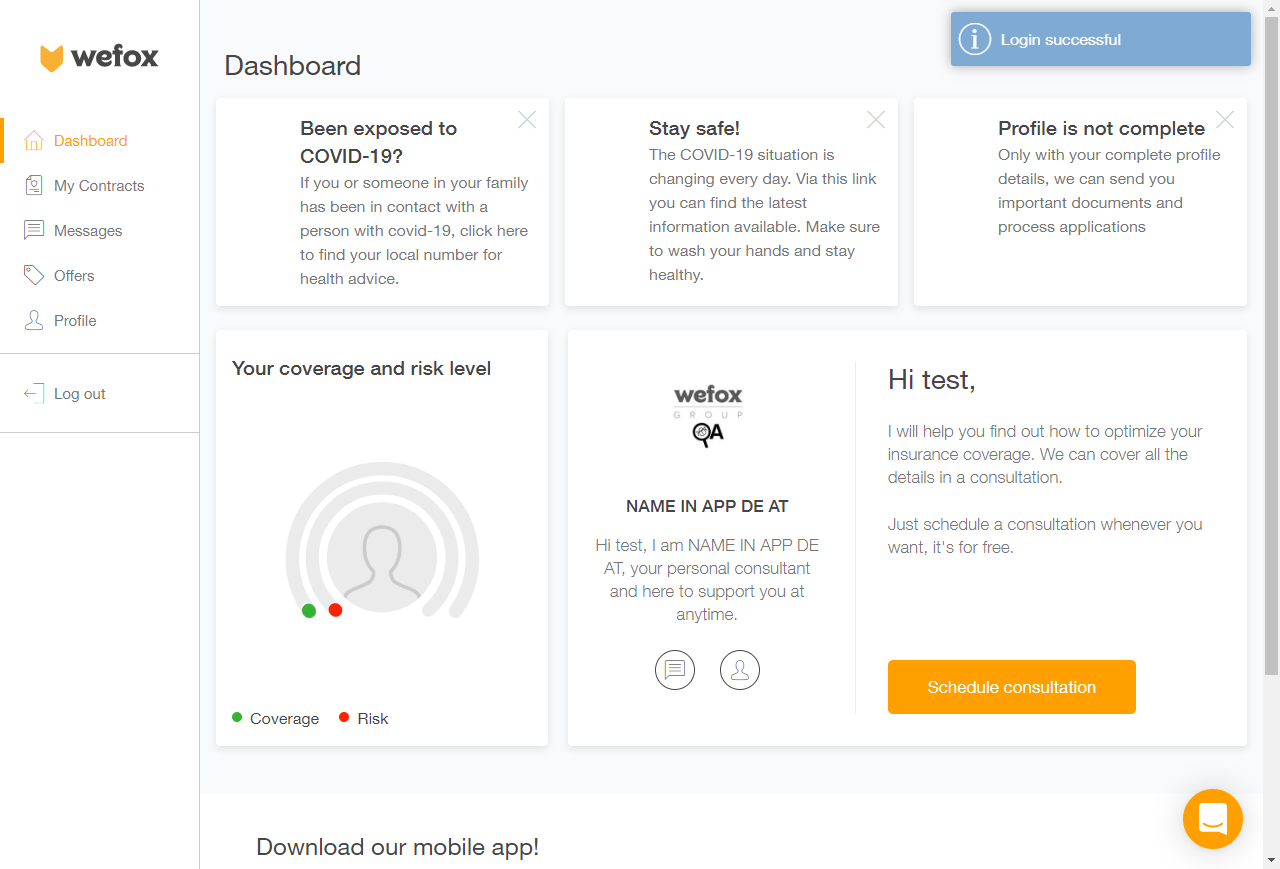 wefox
Dashboard
My Contracts
Messages
Offers
Profile
Log out
Login successful
Dashboard
Been exposed to
COVID-19?
If you or someone in your family
has been in contact with a
person with covid-19, click here
to find your local number for
health advice.
Stay safe!
The COVID-19 situation is
changing every day. Via this link
you can find the latest
information available. Make sure
to wash your hands and stay
healthy.
Profile is not complete
Only with your complete profile
details, we can send you
important documents and
process applications
Your coverage and risk level
Coverage
Risk
wefox
GROUP
QA
NAME IN APP DE AT
Hi test, I am NAME IN APP DE
AT, your personal consultant
and here to support you at
anytime.
Hi test,
I will help you find out how to optimize your
insurance coverage. We can cover all the
details in a consultation.
Just schedule a consultation whenever you
want, it's for free.
Schedule consultation
Download our mobile app!